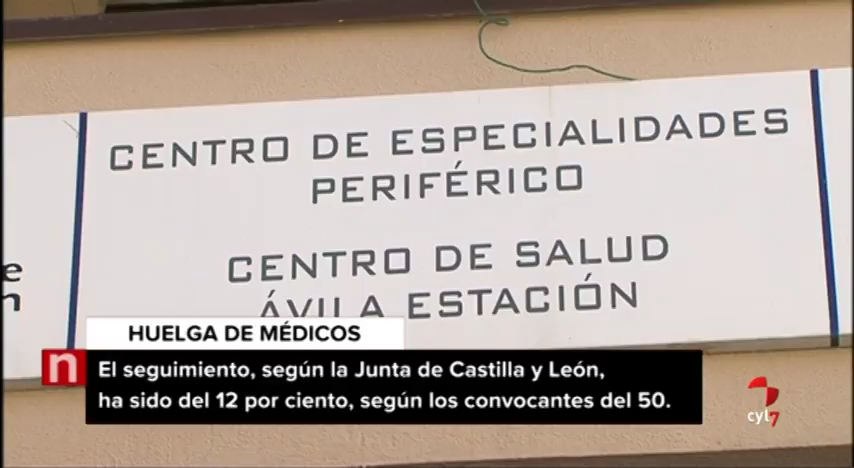 CENTRO DE ESPECIALIDADES
PERIFÉRICO
CENTRO DE SALUD
ÁVILA ESTACIÓN
e
n
HUELGA DE MÉDICOS
n
El seguimiento, según la Junta de Castilla y León,
ha sido del 12 por ciento, según los convocantes del 50.
cyl7